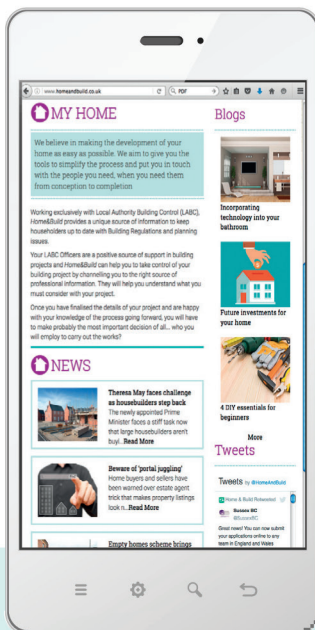 www.homeandbuild.co.uk
PDF
MY HOME
We believe in making the development of your
home as easy as possible. We aim to give you the
tools to simplify the process and put you in touch
with the people you need, when you need them
from conception to completion
Working exclusively with Local Authority Building Control (LABC),
Home&Build provides a unique source of information to keep
householders up to date with Building Regulations and planning
issues.
Your LABC Officers are a positive source of support in building
projects and Home&Build can help you to take control of your
building project by channelling you to the right source of
professional information. They will help you understand what you
must consider with your project.
Once you have finalised the details of your project and are happy
with your knowledge of the process going forward, you will have
to make probably the most important decision of all... who you
will employ to carry out the works?
NEWS
Theresa May faces challenge
as housebuilders step back
The newly appointed Prime
Minister faces a stiff task now
that large housebuilders aren't
buyi...Read More
Beware of 'portal juggling'
Home buyers and sellers have
been warned over estate agent
trick that makes property listings
look n...Read More
Empty homes scheme brings
Blogs
Incorporating
technology into your
bathroom
Future investments for
your home
4 DIY essentials for
beginners
More
Tweets
Tweets by @HomeAndBuild
Home & Build Retweeted
Sussex BC
@SussexBC
Great news! You can now submit
your applications online to any
team in England and Wales